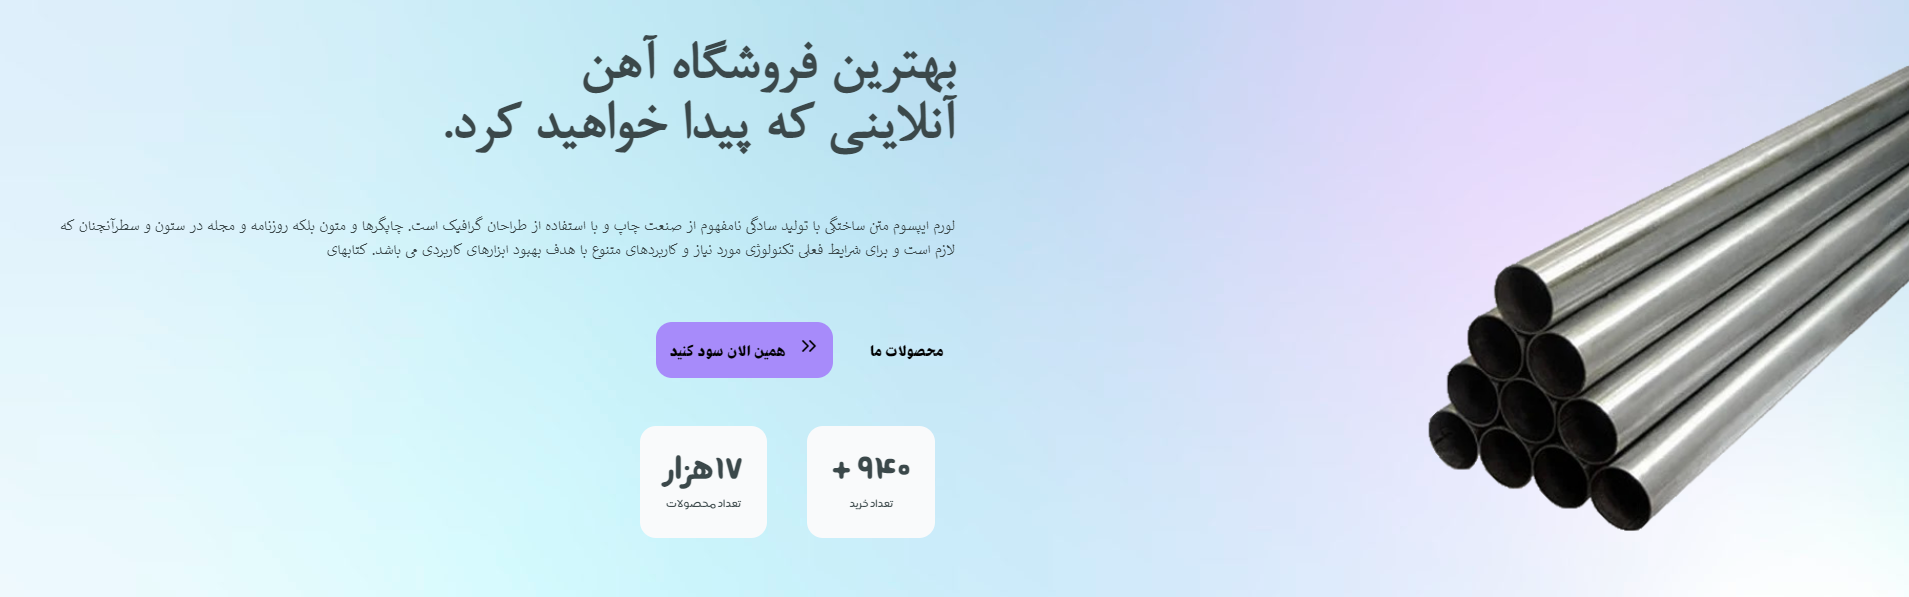 بهترین فروشگاه آهن
آنلاینی که پیدا خواهید کرد.
لورم ایپسوم متن ساختگی با تولید سادگی نامفهوم از صنعت چاپ و با استفاده از طراحان گرافیک است. چاپگرها و متون بلکه روزنامه و مجله در ستون و سطرآنچنان که
لازم است و برای شرایط فعلی تکنولوژی مورد نیاز و کاربردهای متنوع با هدف بهبود ابزارهای کاربردی می باشد. کتابهای
محصولات ما
همین الان سود کنید
۹۴۰ +
تعداد خرید
۱۷هزار
تعداد محصولات